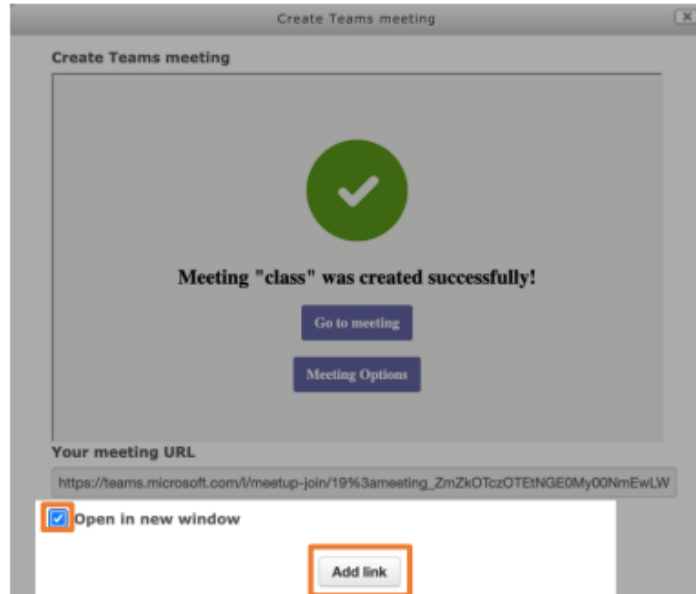 Create Teams meeting
X
Create Teams meeting
Meeting "class" was created successfully!
Go to meeting
Meeting Options
Your meeting URL
https://teams.microsoft.com/l/meetup-join/19%3ameeting_ZmZkOTczOTEtNGE0My00NmEwLW
Open in new window
Add link